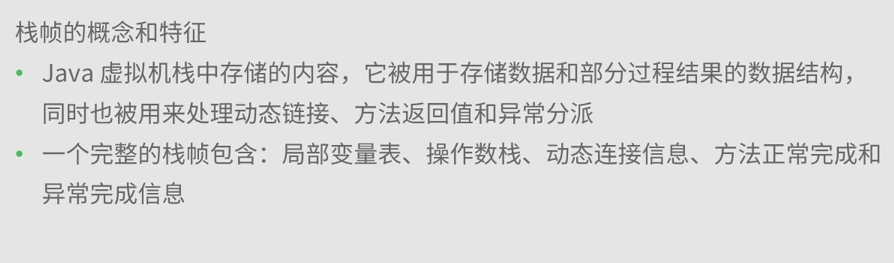 栈帧的概念和特征
• Java 虚拟机栈中存储的内容，它被用于存储数据和部分过程结果的数据结构，
同时也被用来处理动态链接、方法返回值和异常分派
• 一个完整的栈帧包含：局部变量表、操作数栈、动态连接信息、方法正常完成和
异常完成信息